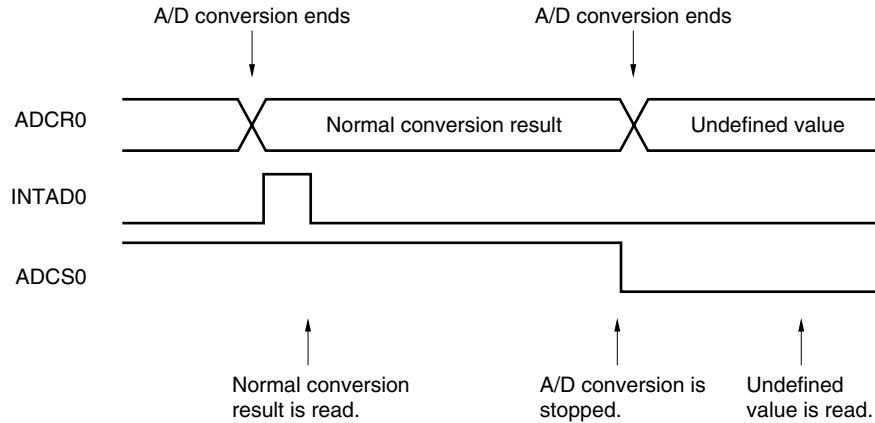 A/D conversion ends
A/D conversion ends
ADCR0
Normal conversion result
Undefined value
INTAD0
ADCS0
Normal conversion
result is read.
A/D conversion is
stopped.
Undefined
value is read.